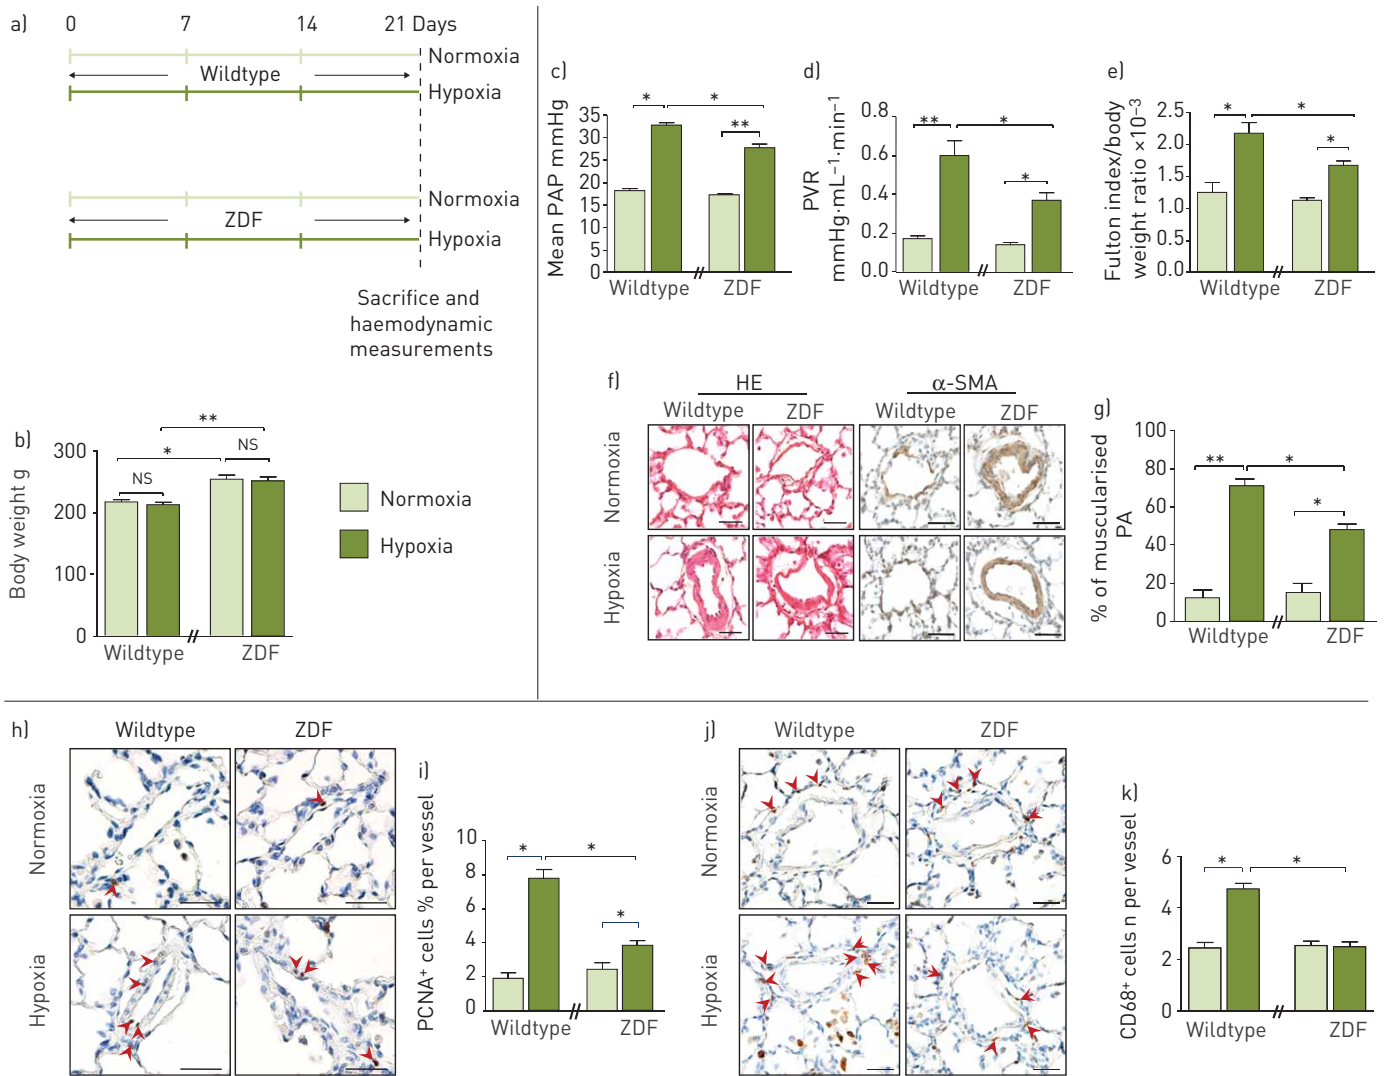 a)
0 7 14 21 Days
Normoxia
Wildtype
Hypoxia
Normoxia
ZDF
Hypoxia
Sacrifice and
haemodynamic
measurements
b)
Body weight g
300
200
100
0
* **
NS NS
Wildtype ZDF
Normoxia
Hypoxia
c)
Mean PAP mmHg
35
30
25
20
15
10
5
0
* * **
Wildtype ZDF
d)
PVR
mmHg·mL⁻¹·min⁻¹
0.8
0.6
0.4
0.2
0.0
** * *
Wildtype ZDF
e)
Fulton index/body
weight ratio ×10⁻³
2.5
2.0
1.5
1.0
0.5
0.0
* * *
Wildtype ZDF
f)
HE α-SMA
Wildtype ZDF Wildtype ZDF
Normoxia
Hypoxia
g)
% of muscularised
PA
100
80
60
40
20
0
** * *
Wildtype ZDF
h)
Wildtype ZDF
Normoxia
Hypoxia
i)
PCNA⁺ cells % per vessel
10
8
6
4
2
0
* * *
Wildtype ZDF
j)
Wildtype ZDF
Normoxia
Hypoxia
k)
CD68⁺ cells n per vessel
6
4
2
0
* *
Wildtype ZDF